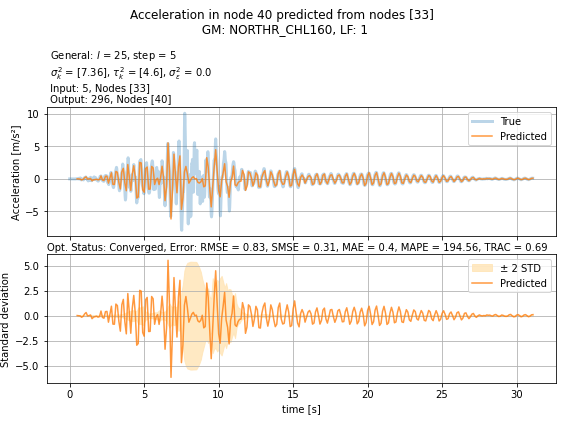 Acceleration in node 40 predicted from nodes [33]
GM: NORTHR_CHL160, LF: 1
General: l = 25, step = 5
σ²ₖ = [7.36], τ²ₖ = [4.6], σ²ₑ = 0.0
Input: 5, Nodes [33]
Output: 296, Nodes [40]
Acceleration [m/s²]
10
5
0
−5
True
Predicted
Opt. Status: Converged, Error: RMSE = 0.83, SMSE = 0.31, MAE = 0.4, MAPE = 194.56, TRAC = 0.69
Standard deviation
5.0
2.5
0.0
−2.5
−5.0
± 2 STD
Predicted
0 5 10 15 20 25 30
time [s]